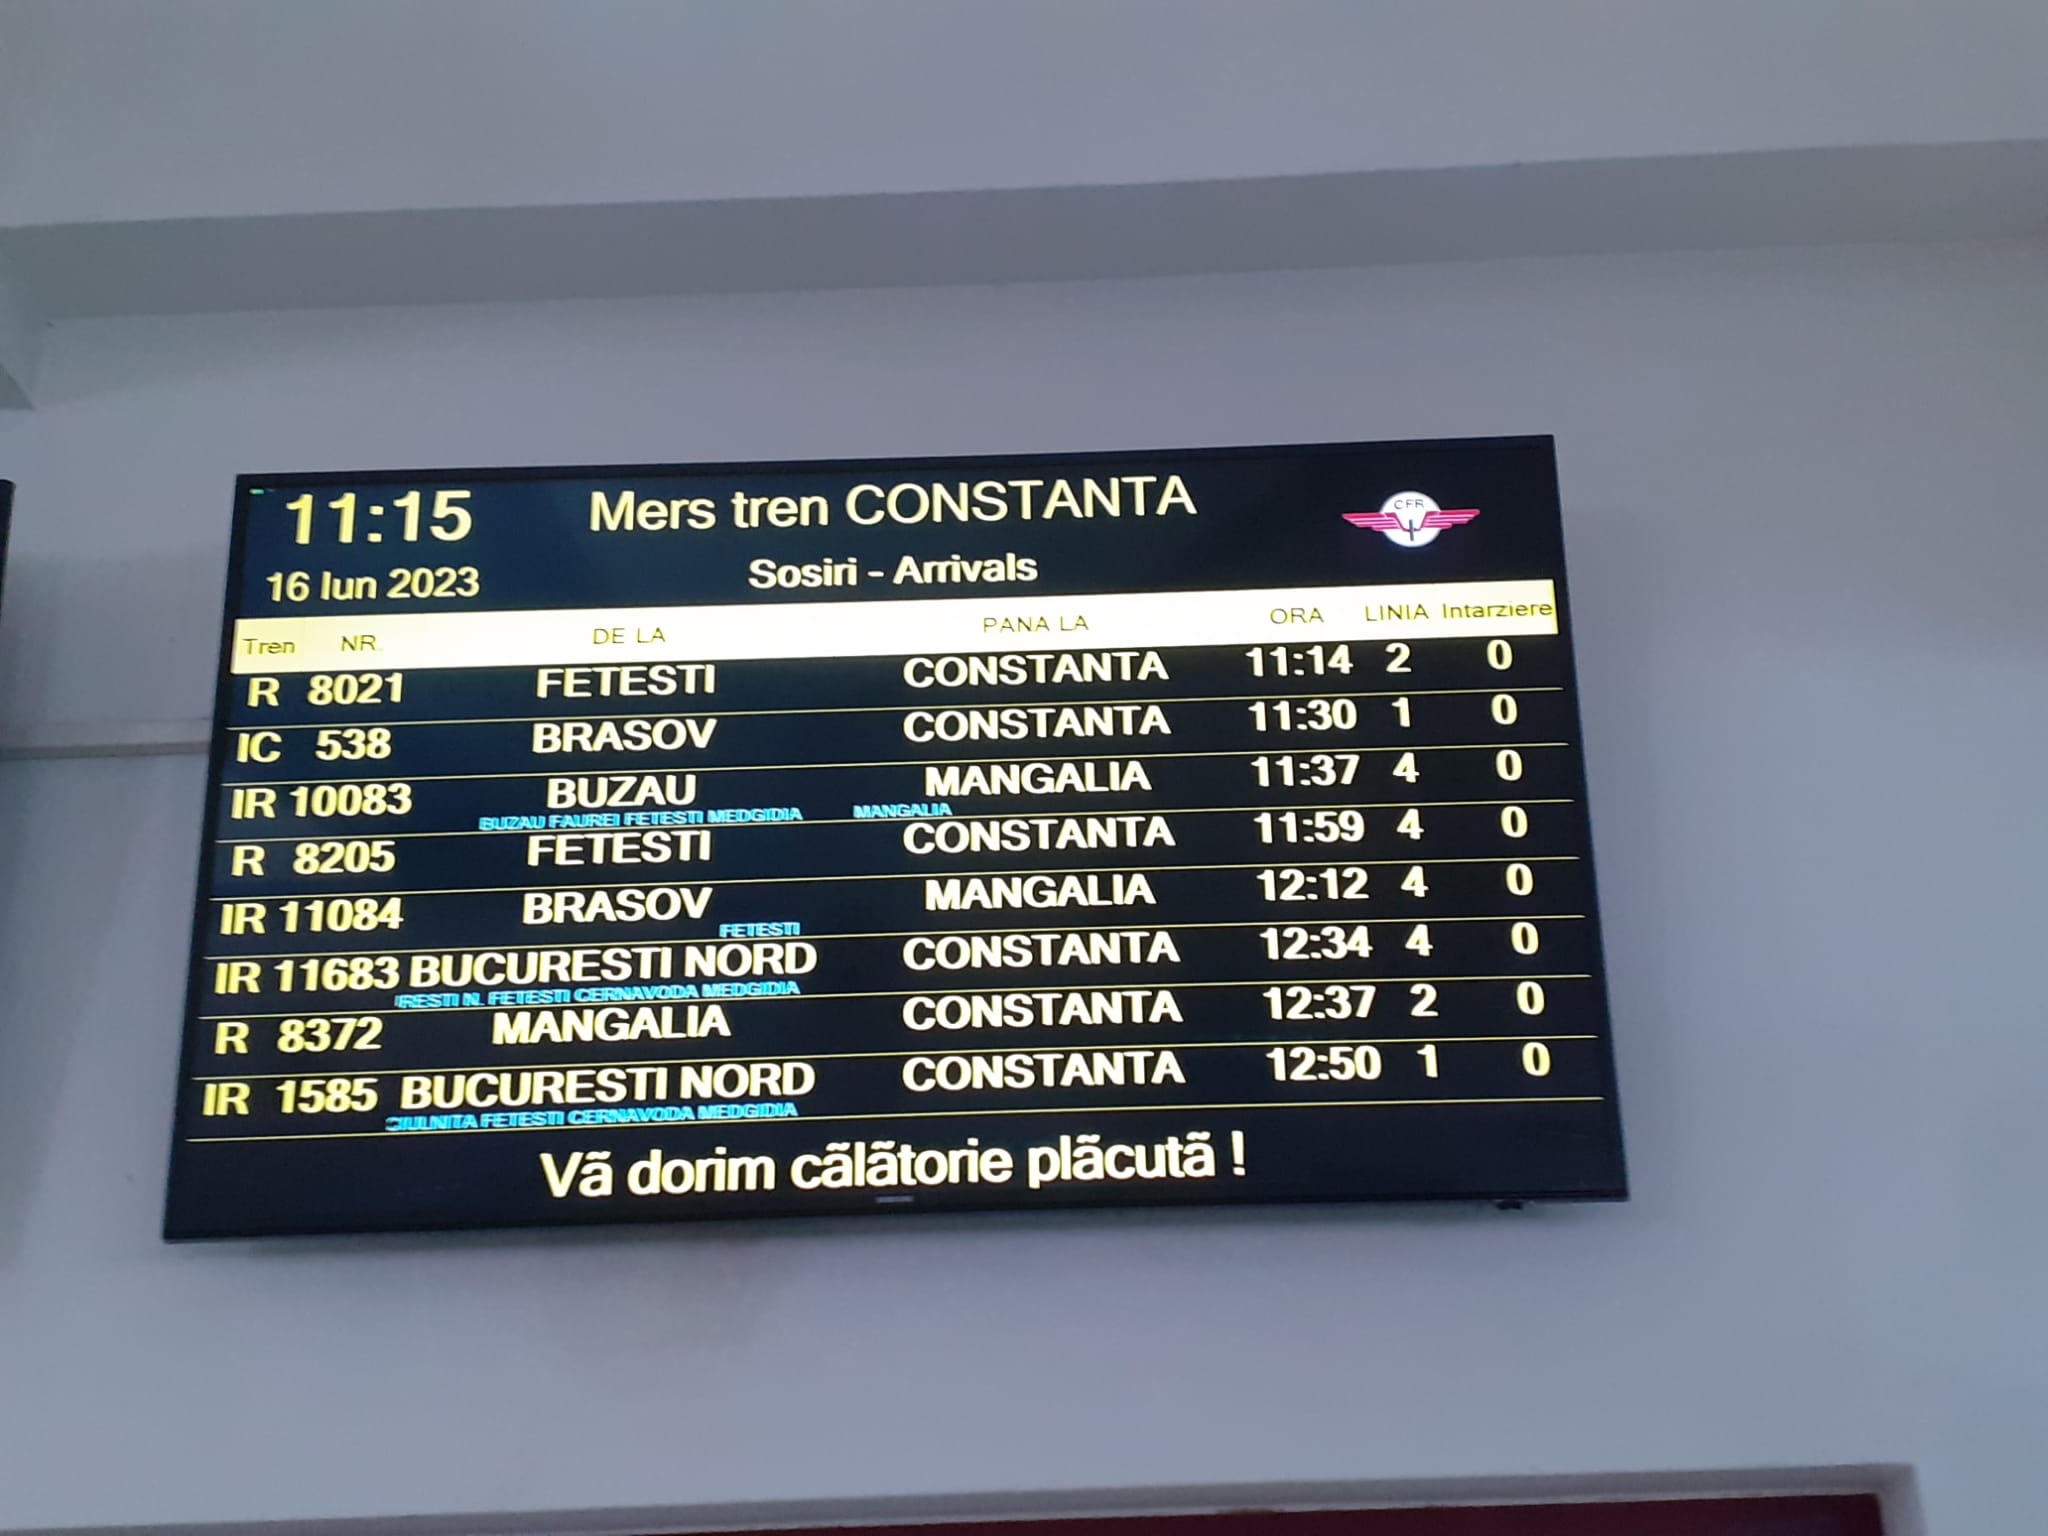 11:15 Mers tren CONSTANTA CFR
16 Iun 2023 Sosiri - Arrivals
Tren NR. DE LA PANA LA ORA LINIA Intarziere
R 8021 FETESTI CONSTANTA 11:14 2 0
IC 538 BRASOV CONSTANTA 11:30 1 0
IR 10083 BUZAU MANGALIA 11:37 4 0
BUZAU FAUREI FETESTI MEDGIDIA MANGALIA
R 8205 FETESTI CONSTANTA 11:59 4 0
IR 11084 BRASOV MANGALIA 12:12 4 0
FETESTI
IR 11683 BUCURESTI NORD CONSTANTA 12:34 4 0
RESTI N. FETESTI CERNAVODA MEDGIDIA
R 8372 MANGALIA CONSTANTA 12:37 2 0
IR 1585 BUCURESTI NORD CONSTANTA 12:50 1 0
CIULNITA FETESTI CERNAVODA MEDGIDIA
Vã dorim cãlãtorie plãcutã !